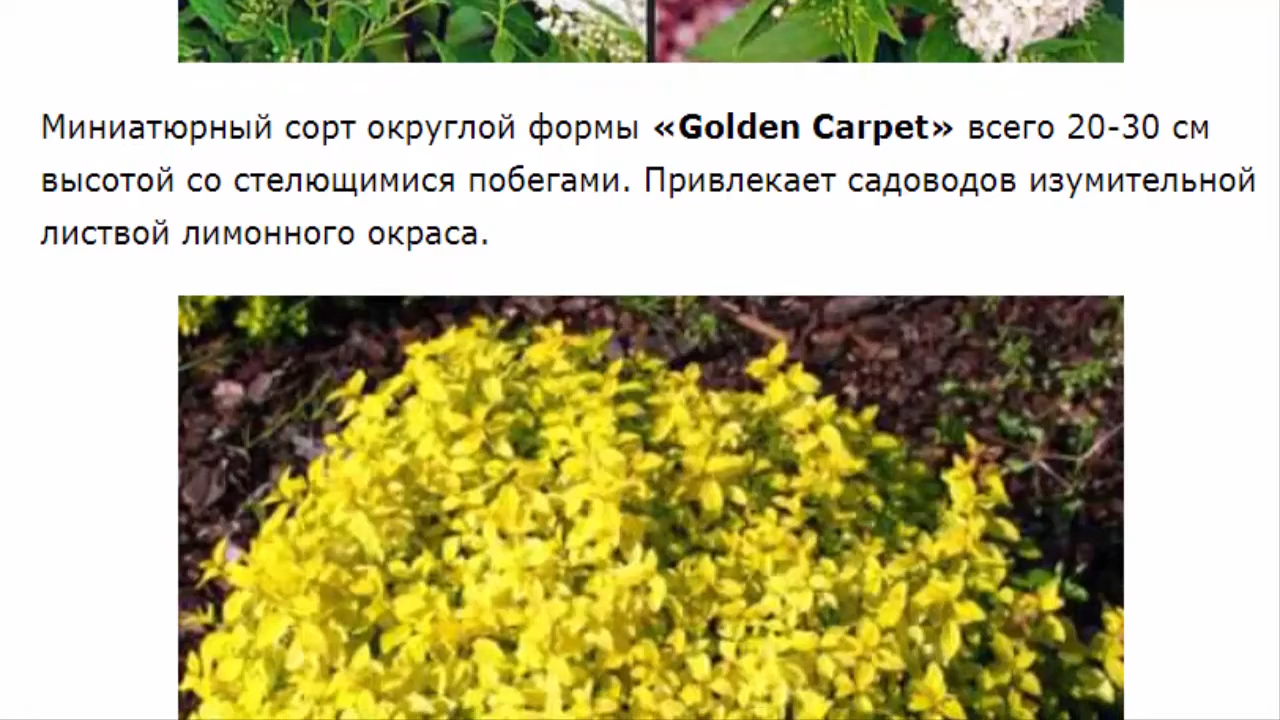 Миниатюрный сорт округлой формы «Golden Carpet» всего 20-30 см
высотой со стелющимися побегами. Привлекает садоводов изумительной
листвой лимонного окраса.